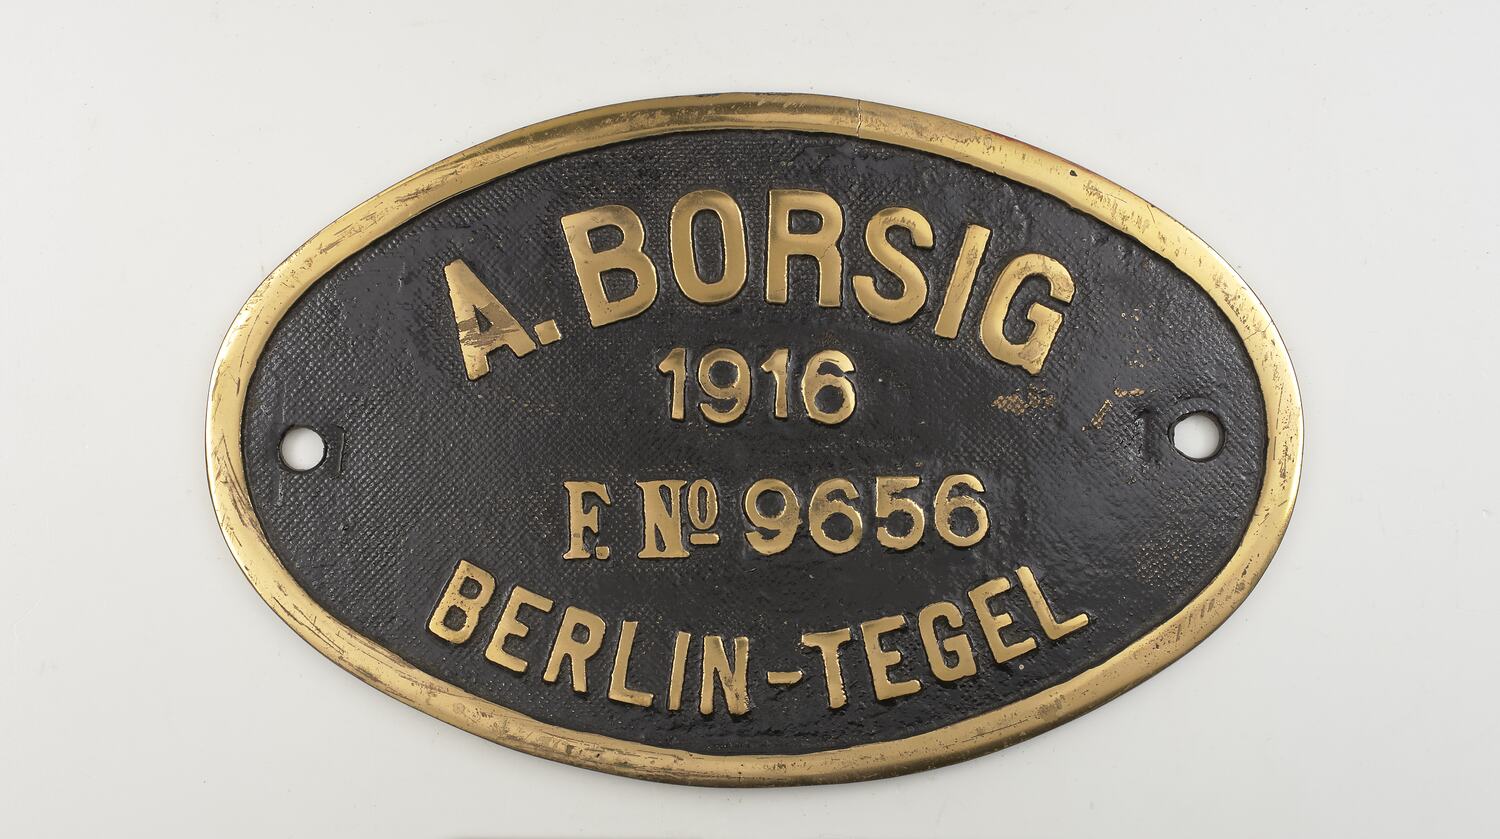 A. BORSIG
1916
F. No 9656
BERLIN-TEGEL